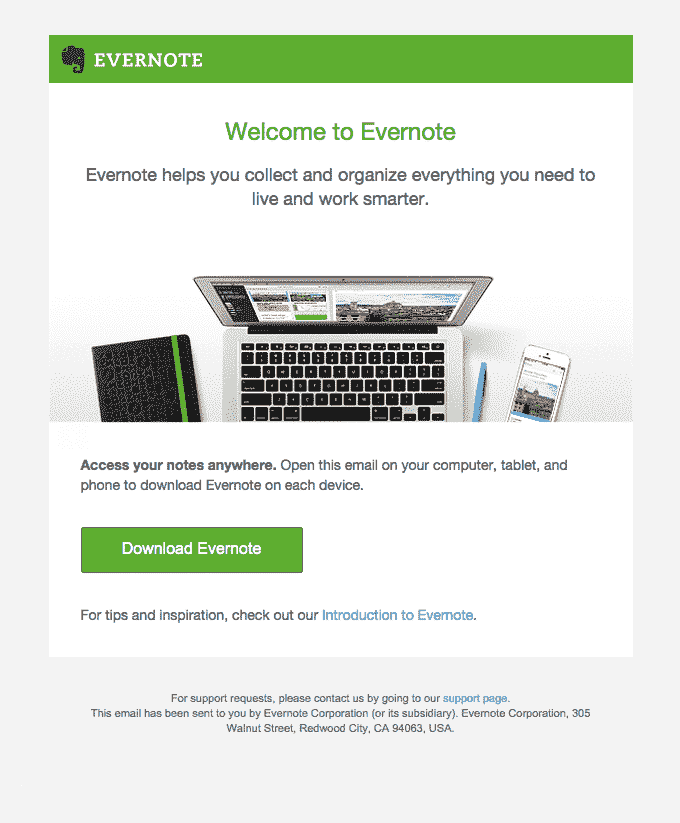 EVERNOTE
Welcome to Evernote
Evernote helps you collect and organize everything you need to
live and work smarter.
Access your notes anywhere. Open this email on your computer, tablet, and
phone to download Evernote on each device.
Download Evernote
For tips and inspiration, check out our Introduction to Evernote.
For support requests, please contact us by going to our support page.
This email has been sent to you by Evernote Corporation (or its subsidiary). Evernote Corporation, 305
Walnut Street, Redwood City, CA 94063, USA.